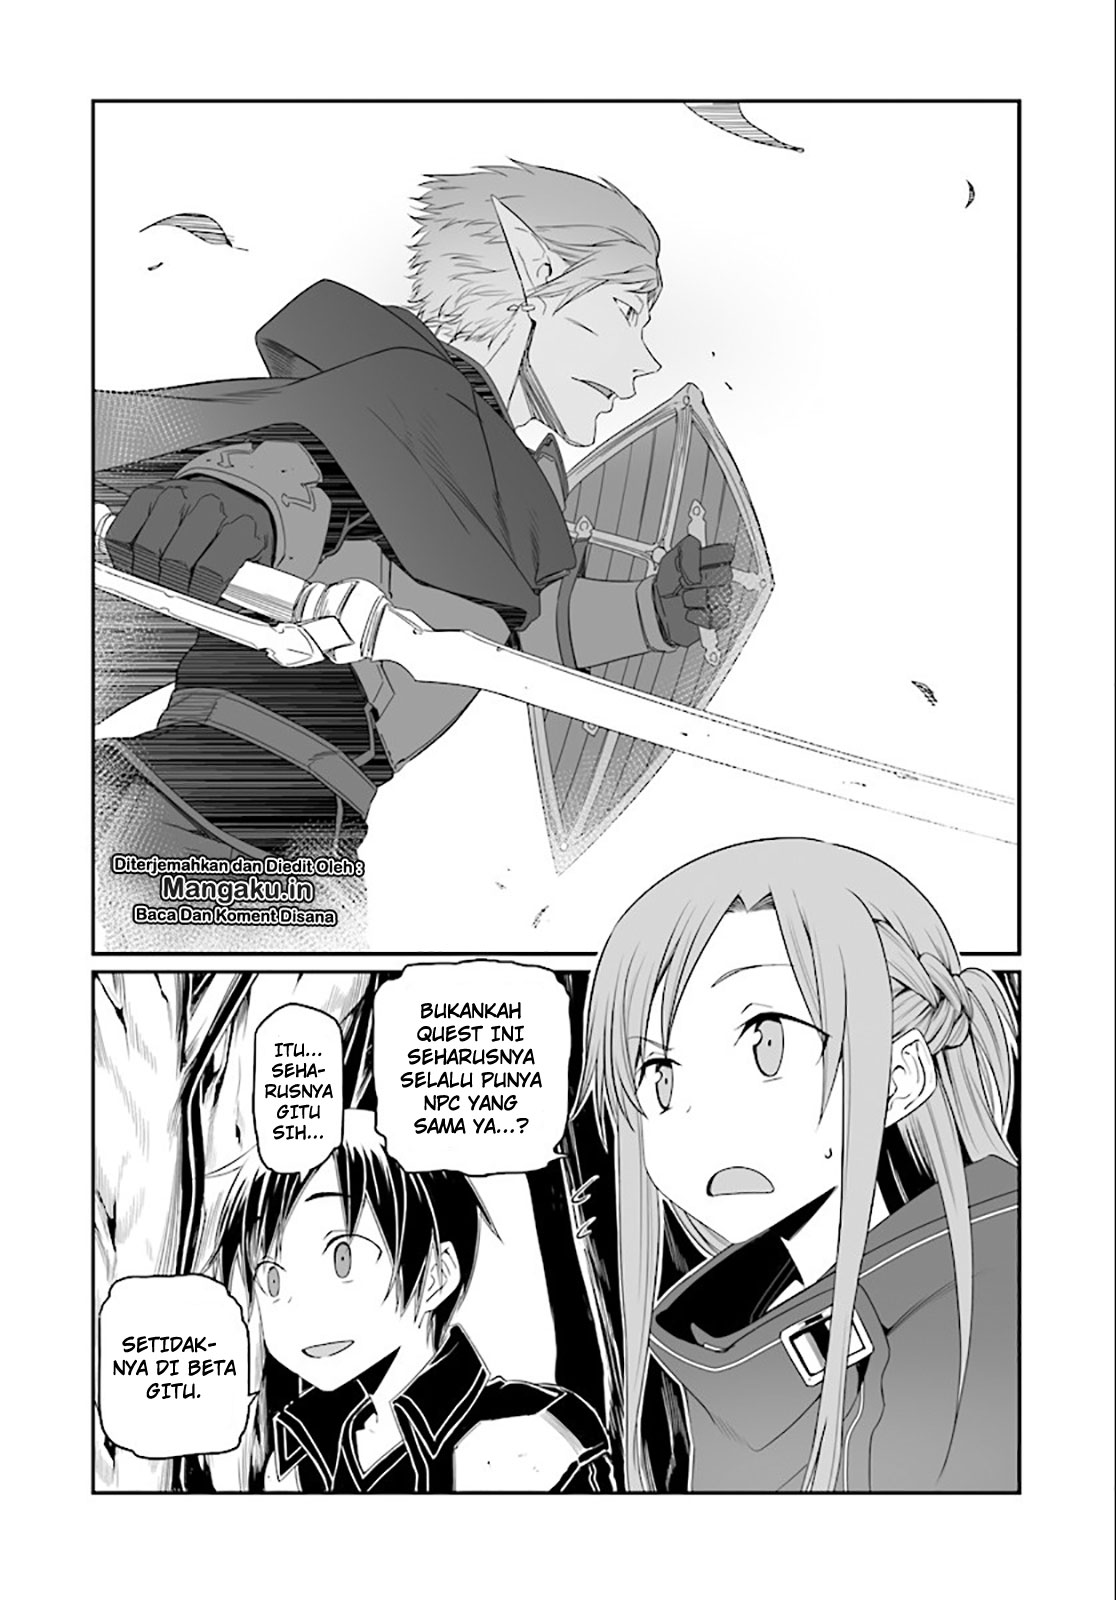 Diterjemahkan dan Diedit Oleh :
Mangaku.in
Baca Dan Koment Disana
BUKANKAH
QUEST INI
SEHARUSNYA
SELALU PUNYA
NPC YANG
SAMA YA...?
ITU...
SEHA-
RUSNYA
GITU
SIH...
SETIDAK-
NYA DI BETA
GITU.